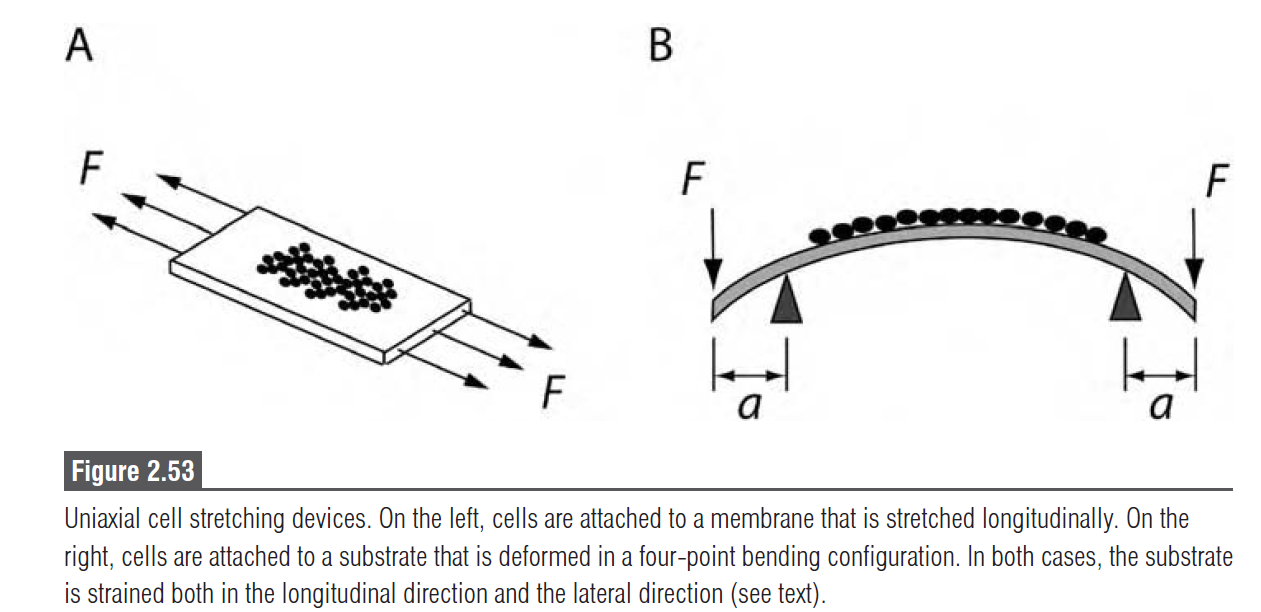 A
B
F
F
F
F
a
a
Figure 2.53
Uniaxial cell stretching devices. On the left, cells are attached to a membrane that is stretched longitudinally. On the
right, cells are attached to a substrate that is deformed in a four-point bending configuration. In both cases, the substrate
is strained both in the longitudinal direction and the lateral direction (see text).